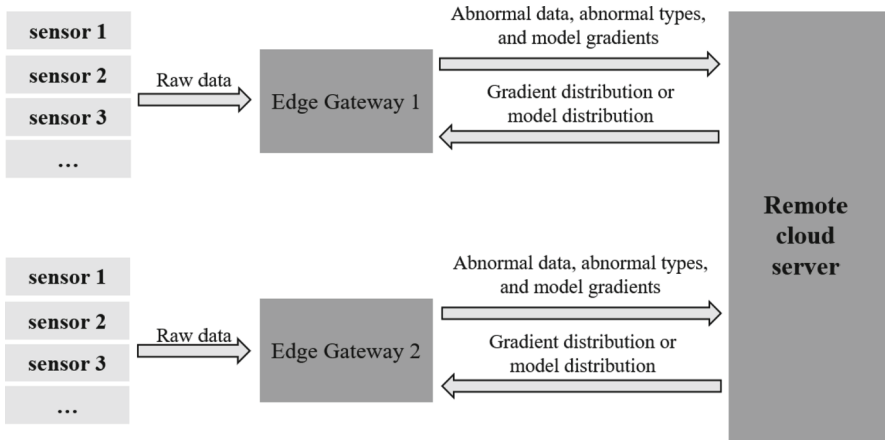 sensor 1
sensor 2
sensor 3
...
Raw data
Edge Gateway 1
Abnormal data, abnormal types,
and model gradients
Gradient distribution or
model distribution
sensor 1
sensor 2
sensor 3
...
Raw data
Edge Gateway 2
Abnormal data, abnormal types,
and model gradients
Gradient distribution or
model distribution
Remote
cloud
server